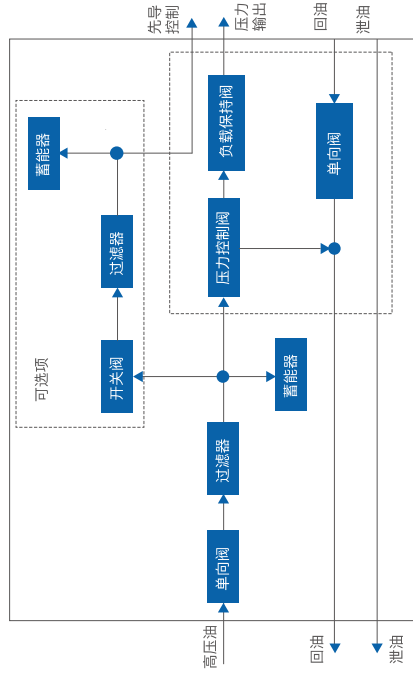 先导
控制
压力
输出
回油
泄油
蓄能器
过滤器
开关阀
可选项
负载保持阀
压力控制阀
单向阀
蓄能器
过滤器
单向阀
高压油
回油
泄油